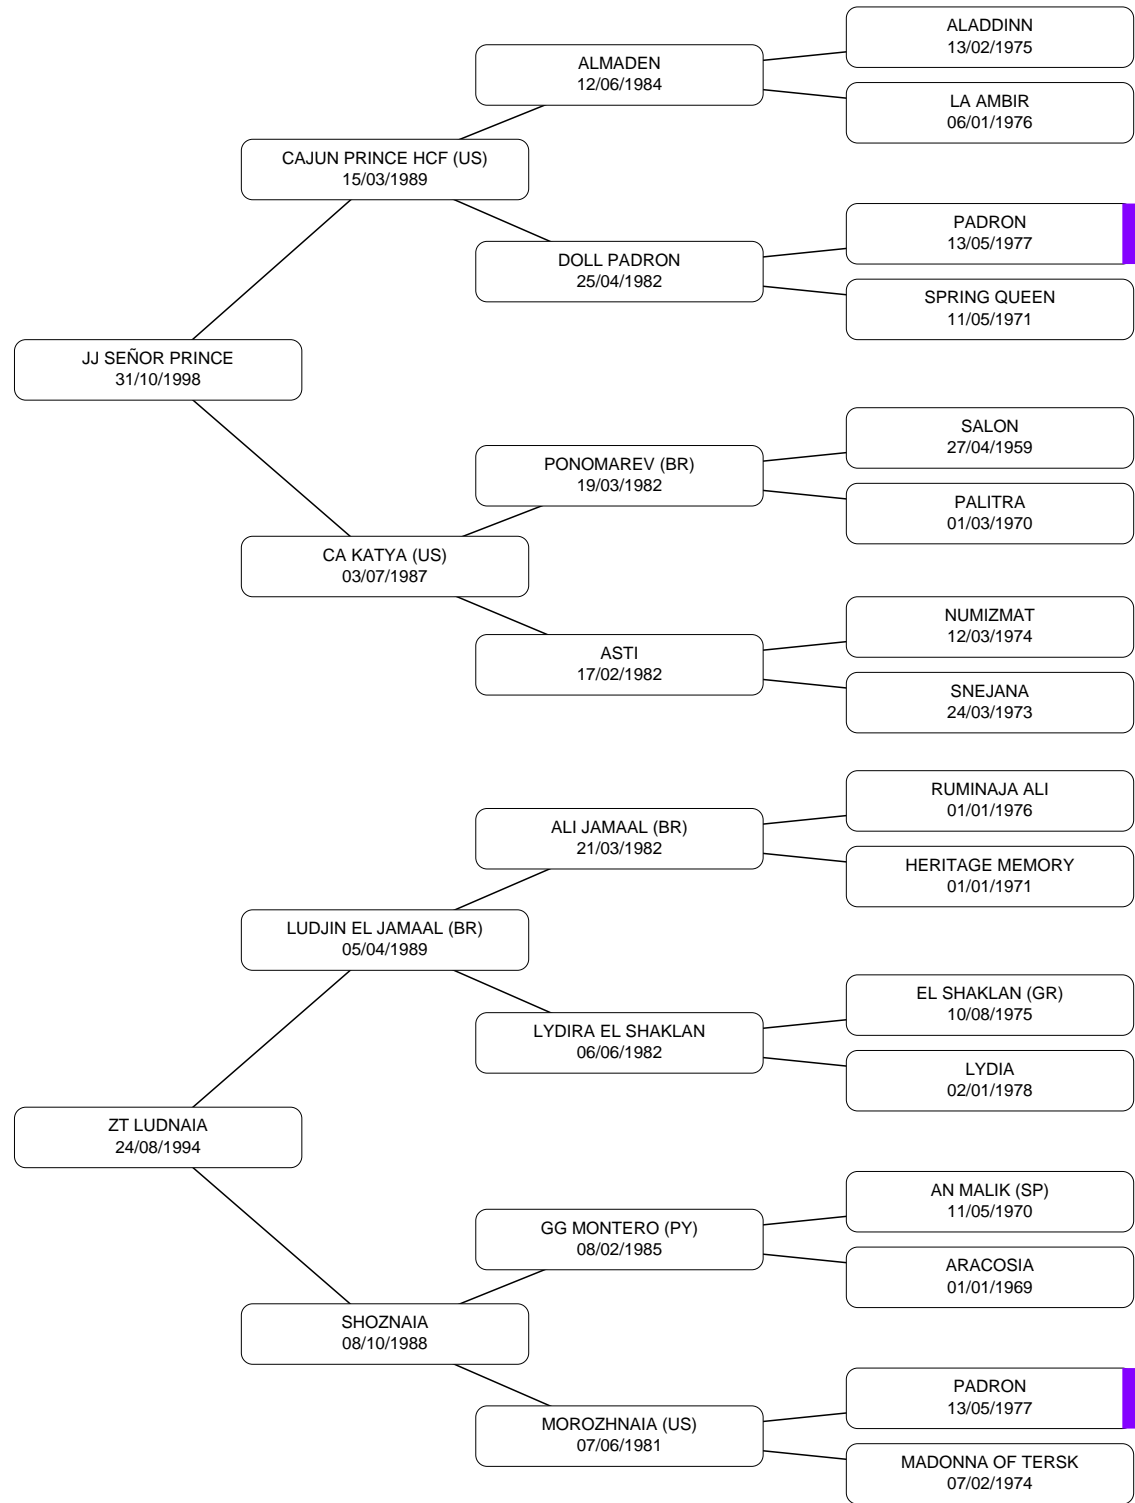 ALADDINN
13/02/1975
ALMADEN
12/06/1984
LA AMBIR
06/01/1976
CAJUN PRINCE HCF (US)
15/03/1989
PADRON
13/05/1977
DOLL PADRON
25/04/1982
SPRING QUEEN
11/05/1971
JJ SEÑOR PRINCE
31/10/1998
SALON
27/04/1959
PONOMAREV (BR)
19/03/1982
PALITRA
01/03/1970
CA KATYA (US)
03/07/1987
NUMIZMAT
12/03/1974
ASTI
17/02/1982
SNEJANA
24/03/1973
RUMINAJA ALI
01/01/1976
ALI JAMAAL (BR)
21/03/1982
HERITAGE MEMORY
01/01/1971
LUDJIN EL JAMAAL (BR)
05/04/1989
EL SHAKLAN (GR)
10/08/1975
LYDIRA EL SHAKLAN
06/06/1982
LYDIA
02/01/1978
ZT LUDNAIA
24/08/1994
AN MALIK (SP)
11/05/1970
GG MONTERO (PY)
08/02/1985
ARACOSIA
01/01/1969
SHOZNAIA
08/10/1988
PADRON
13/05/1977
MOROZHNAIA (US)
07/06/1981
MADONNA OF TERSK
07/02/1974